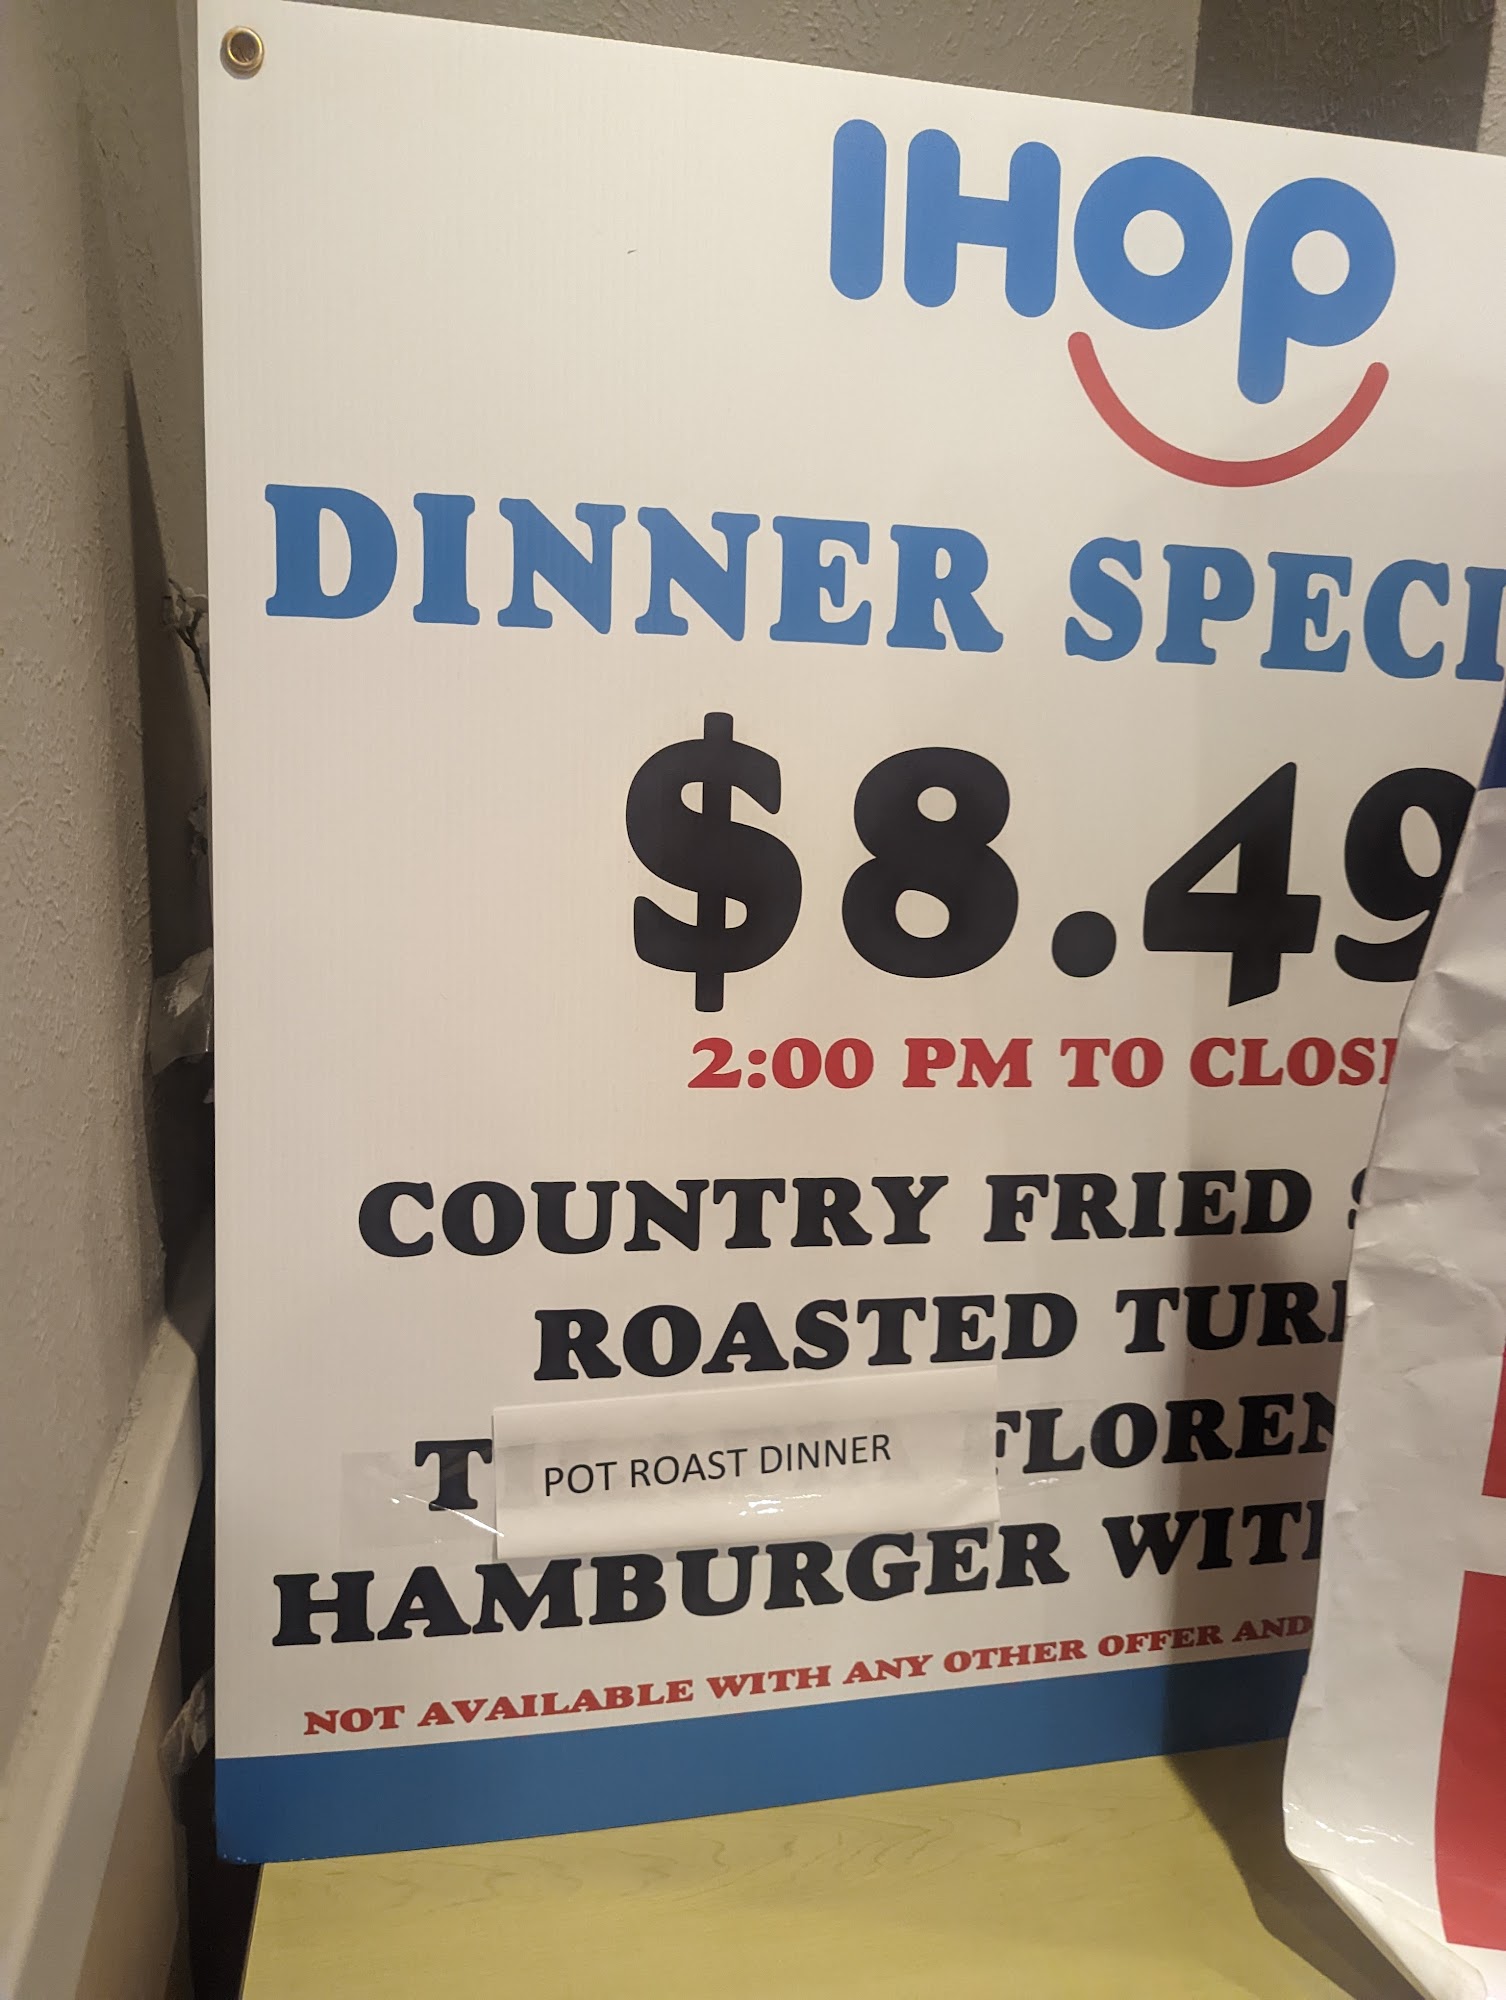 IHOP
DINNER SPECI
$8.49
2:00 PM TO CLOS
COUNTRY FRIED
ROASTED TUR
POT ROAST DINNER
HAMBURGER WIT
NOT AVAILABLE WITH ANY OTHER OFFER AND